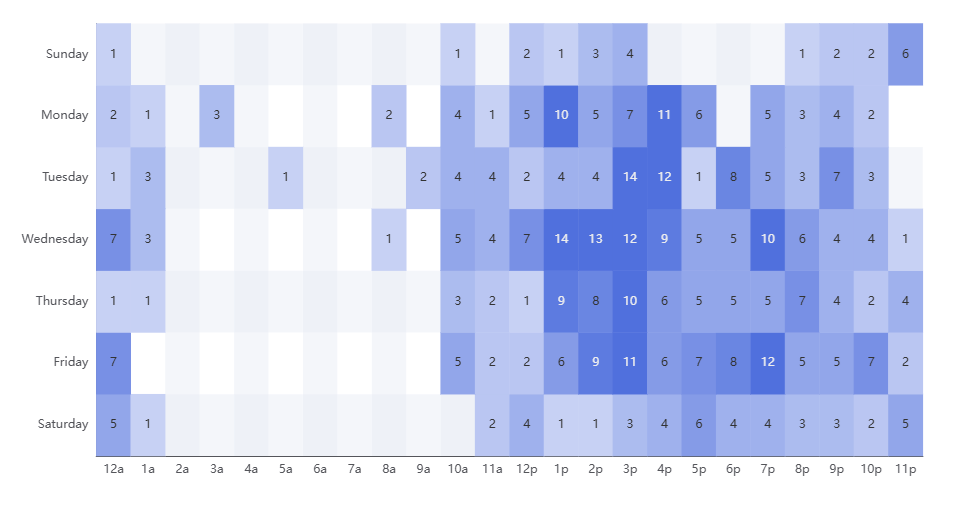 Sunday 1 1 2 1 3 4 1 2 2 6
Monday 2 1 3 2 4 1 5 10 5 7 11 6 5 3 4 2
Tuesday 1 3 1 2 4 4 2 4 4 14 12 1 8 5 3 7 3
Wednesday 7 3 1 5 4 7 14 13 12 9 5 5 10 6 4 4 1
Thursday 1 1 3 2 1 9 8 10 6 5 5 5 7 4 2 4
Friday 7 5 2 2 6 9 11 6 7 8 12 5 5 7 2
Saturday 5 1 2 4 1 1 3 4 6 4 4 3 3 2 5
12a 1a 2a 3a 4a 5a 6a 7a 8a 9a 10a 11a 12p 1p 2p 3p 4p 5p 6p 7p 8p 9p 10p 11p